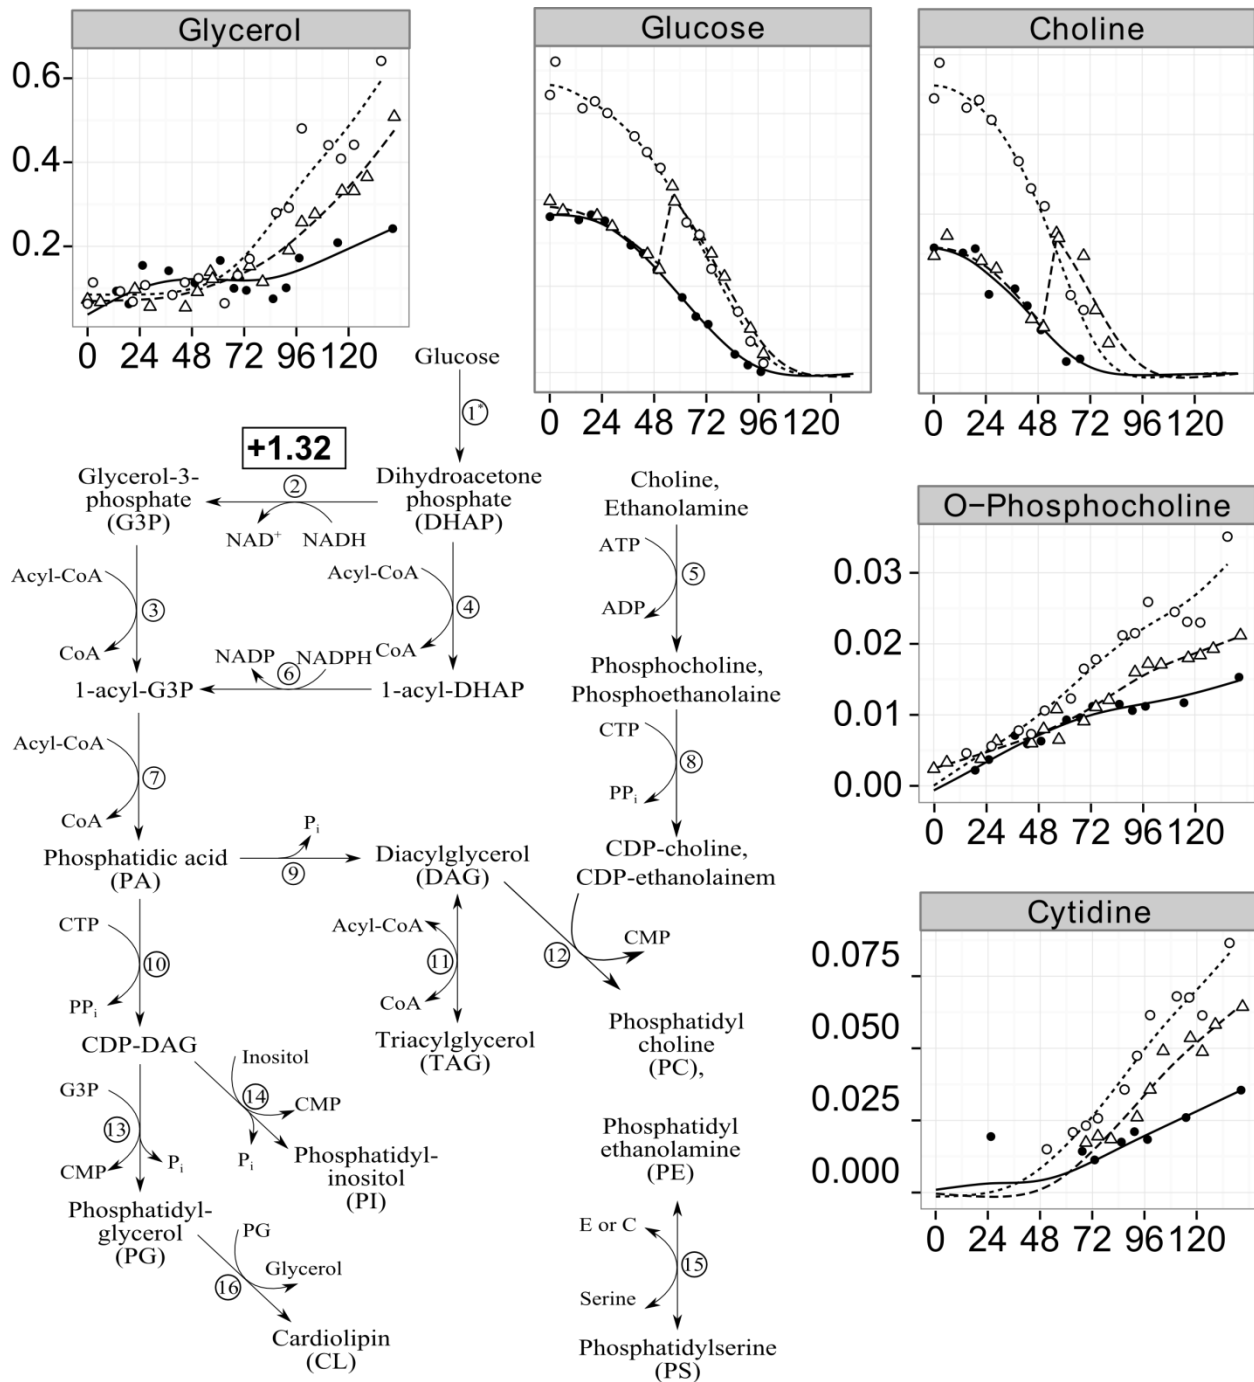 Glycerol
0.6
0.4
0.2
0 24 48 72 96 120
Glucose
0 24 48 72 96 120
Choline
0 24 48 72 96 120
Glucose
1*
+1.32
Glycerol-3-
phosphate
(G3P)
2
Dihydroacetone
phosphate
(DHAP)
NAD+ NADH
Acyl-CoA
3
CoA
Acyl-CoA
4
CoA
NADP 6 NADPH
1-acyl-G3P
1-acyl-DHAP
Choline,
Ethanolamine
ATP
5
ADP
Phosphocholine,
Phosphoethanolaine
CTP
8
PPi
CDP-choline,
CDP-ethanolainem
Acyl-CoA
7
CoA
Phosphatidic acid
(PA)
Pi
9
Diacylglycerol
(DAG)
CTP
10
PPi
Acyl-CoA
11
CoA
12
CMP
CDP-DAG
Triacylglycerol
(TAG)
Phosphatidyl
choline
(PC),
Inositol
14
CMP
Pi
G3P
13
CMP
Pi
Phosphatidyl-
inositol
(PI)
Phosphatidyl
ethanolamine
(PE)
Phosphatidyl-
glycerol
(PG)
PG
16
Glycerol
E or C
15
Serine
Cardiolipin
(CL)
Phosphatidylserine
(PS)
O−Phosphocholine
0.03
0.02
0.01
0.00
0 24 48 72 96 120
Cytidine
0.075
0.050
0.025
0.000
0 24 48 72 96 120